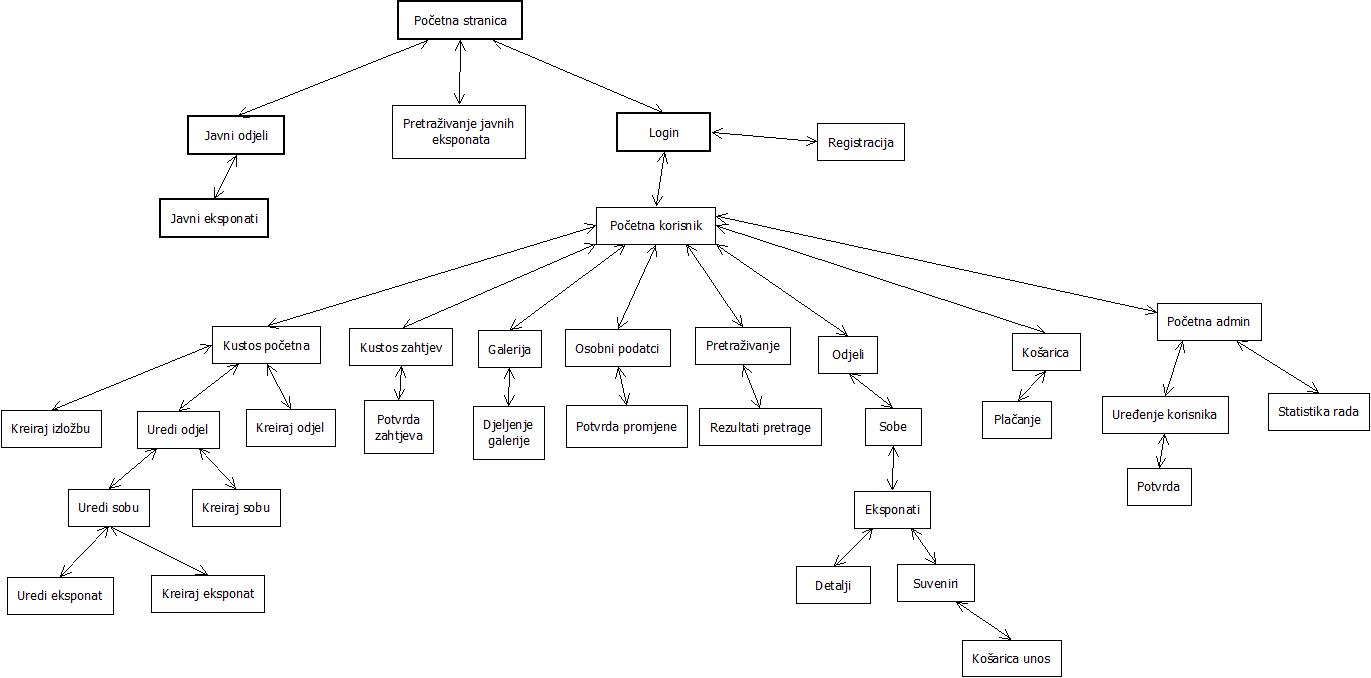 Početna stranica
Javni odjeli
Pretraživanje javnih
eksponata
Login
Registracija
Javni eksponati
Početna korisnik
Kustos početna
Kustos zahtjev
Galerija
Osobni podatci
Pretraživanje
Odjeli
Košarica
Početna admin
Kreiraj izložbu
Uredi odjel
Kreiraj odjel
Potvrda
zahtjeva
Djeljenje
galerije
Potvrda promjene
Rezultati pretrage
Sobe
Plačanje
Uređenje korisnika
Statistika rada
Uredi sobu
Kreiraj sobu
Eksponati
Potvrda
Uredi eksponat
Kreiraj eksponat
Detalji
Suveniri
Košarica unos